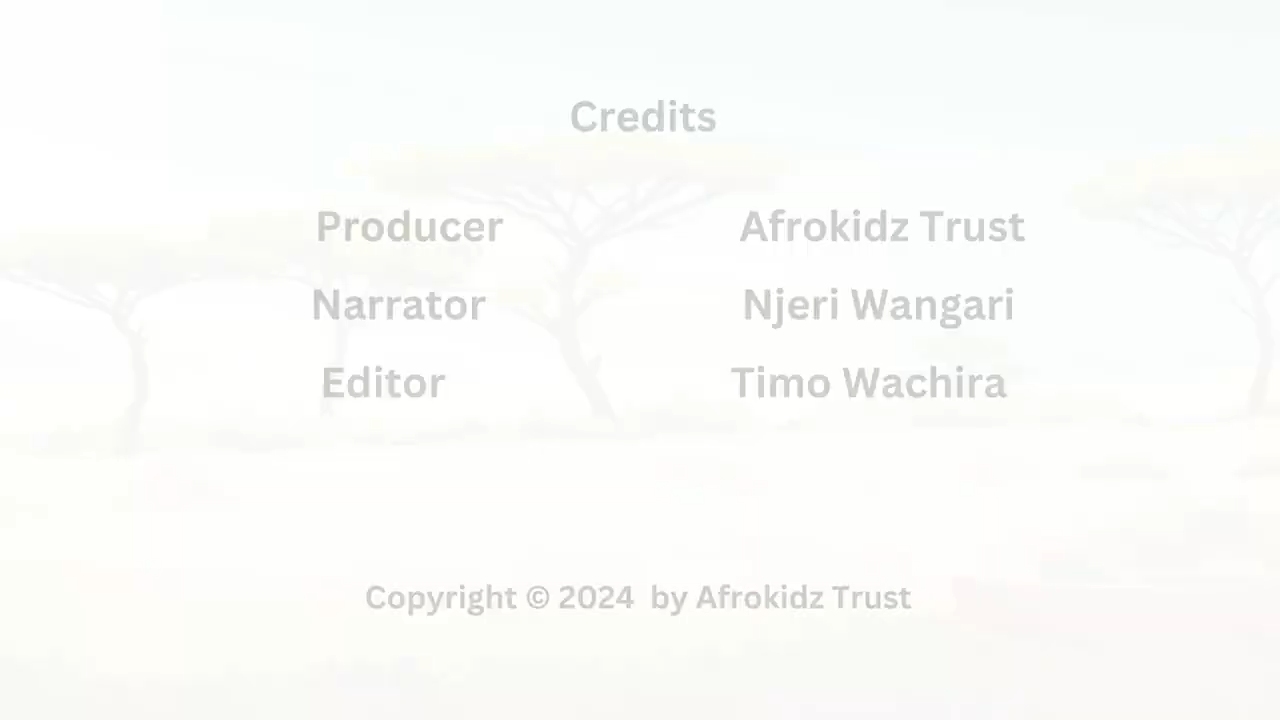 Credits
Producer Afrokidz Trust
Narrator Njeri Wangari
Editor Timo Wachira
Copyright © 2024 by Afrokidz Trust